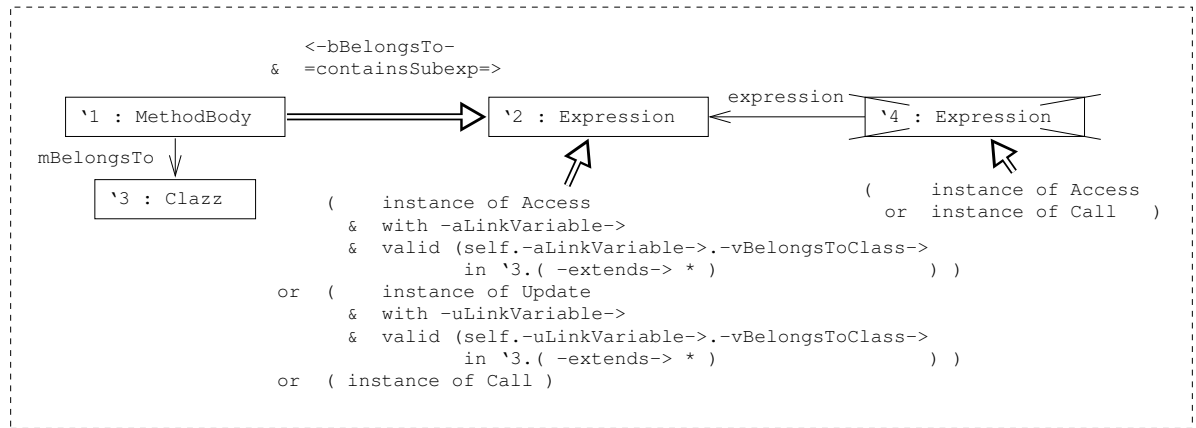 <-bBelongsTo-
& =containsSubexp=>
expression
‛1 : MethodBody
‛2 : Expression
‛4 : Expression
mBelongsTo
‛3 : Clazz
( instance of Access
& with -aLinkVariable->
& valid (self.-aLinkVariable->.-vBelongsToClass->
in ‛3.( -extends-> * ) ) )
or ( instance of Update
& with -uLinkVariable->
& valid (self.-uLinkVariable->.-vBelongsToClass->
in ‛3.( -extends-> * ) ) )
or ( instance of Call )
( instance of Access
or instance of Call )